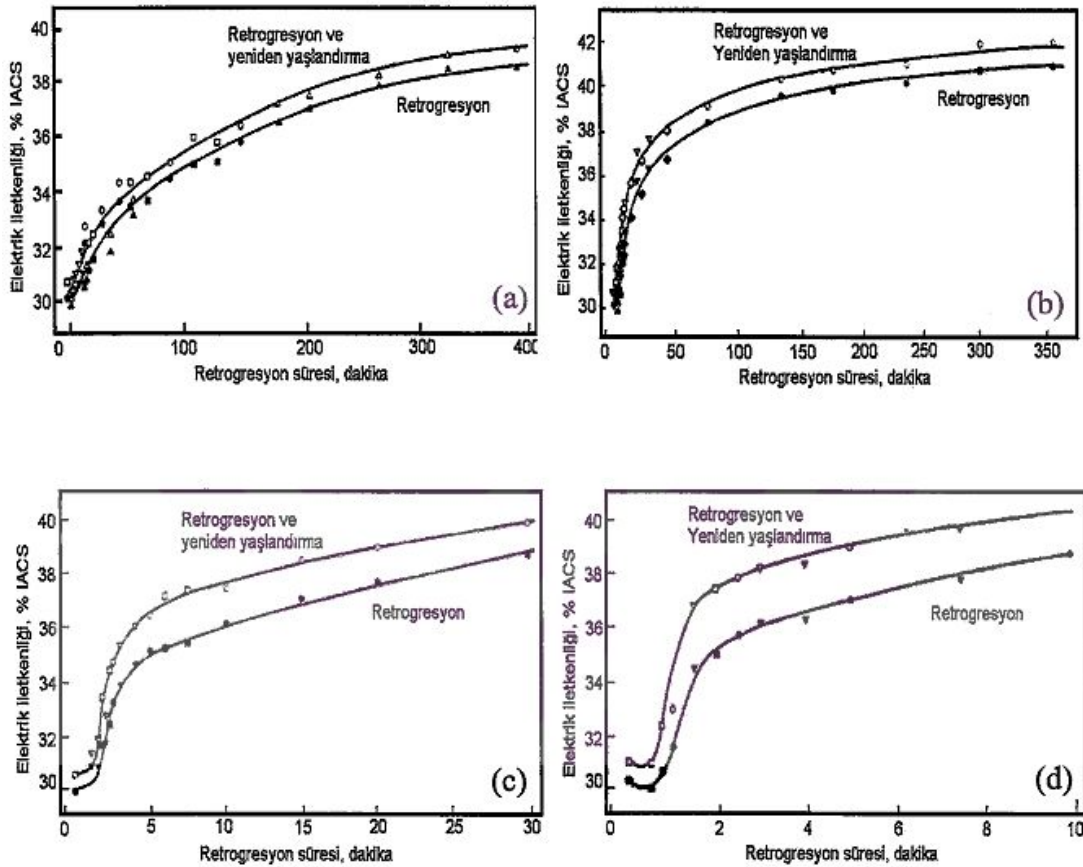 Elektrik iletkenliği, % IACS
40
38
36
34
32
30
Retrogresyon ve
yeniden yaşlandırma
Retrogresyon
(a)
0 100 200 300 400
Retrogresyon süresi, dakika
Elektrik iletkenliği, % IACS
42
40
38
36
34
32
30
Retrogresyon ve
Yeniden yaşlandırma
Retrogresyon
(b)
0 50 100 150 200 250 300 350
Retrogresyon süresi, dakika
Elektrik iletkenliği, % IACS
40
38
36
34
32
30
Retrogresyon ve
yeniden yaşlandırma
Retrogresyon
(c)
0 5 10 15 20 25 30
Retrogresyon süresi, dakika
Elektrik iletkenliği, % IACS
40
38
36
34
32
30
Retrogresyon ve
Yeniden yaşlandırma
Retrogresyon
(d)
0 2 4 6 8 10
Retrogresyon süresi, dakika